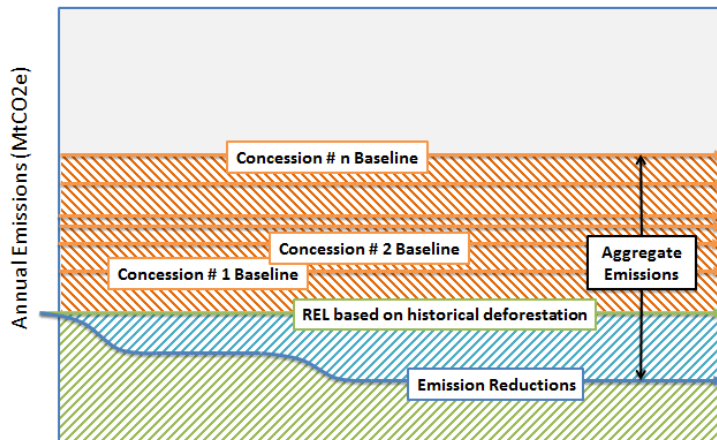 Annual Emissions (MtCO2e)
Concession # n Baseline
Concession # 2 Baseline
Aggregate
Emissions
Concession # 1 Baseline
REL based on historical deforestation
Emission Reductions